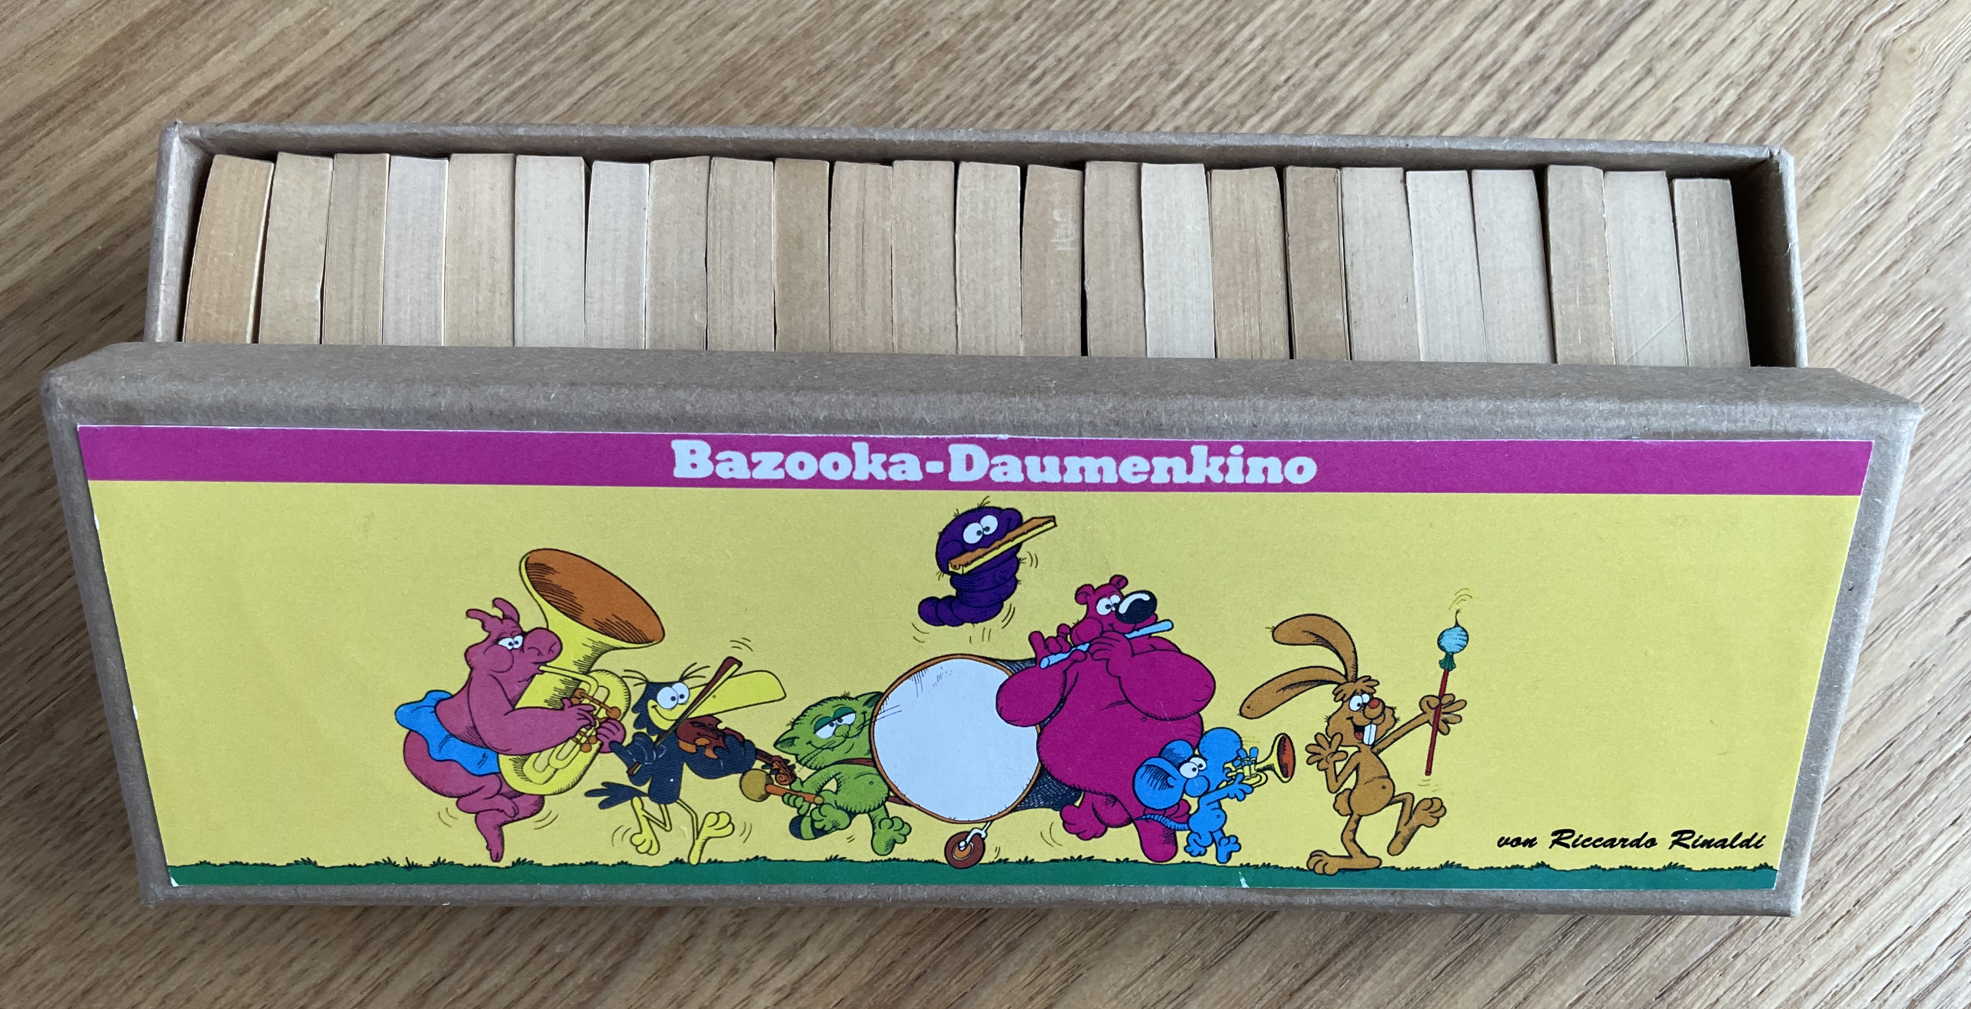 Bazooka-Daumenkino
von Riccardo Rinaldi